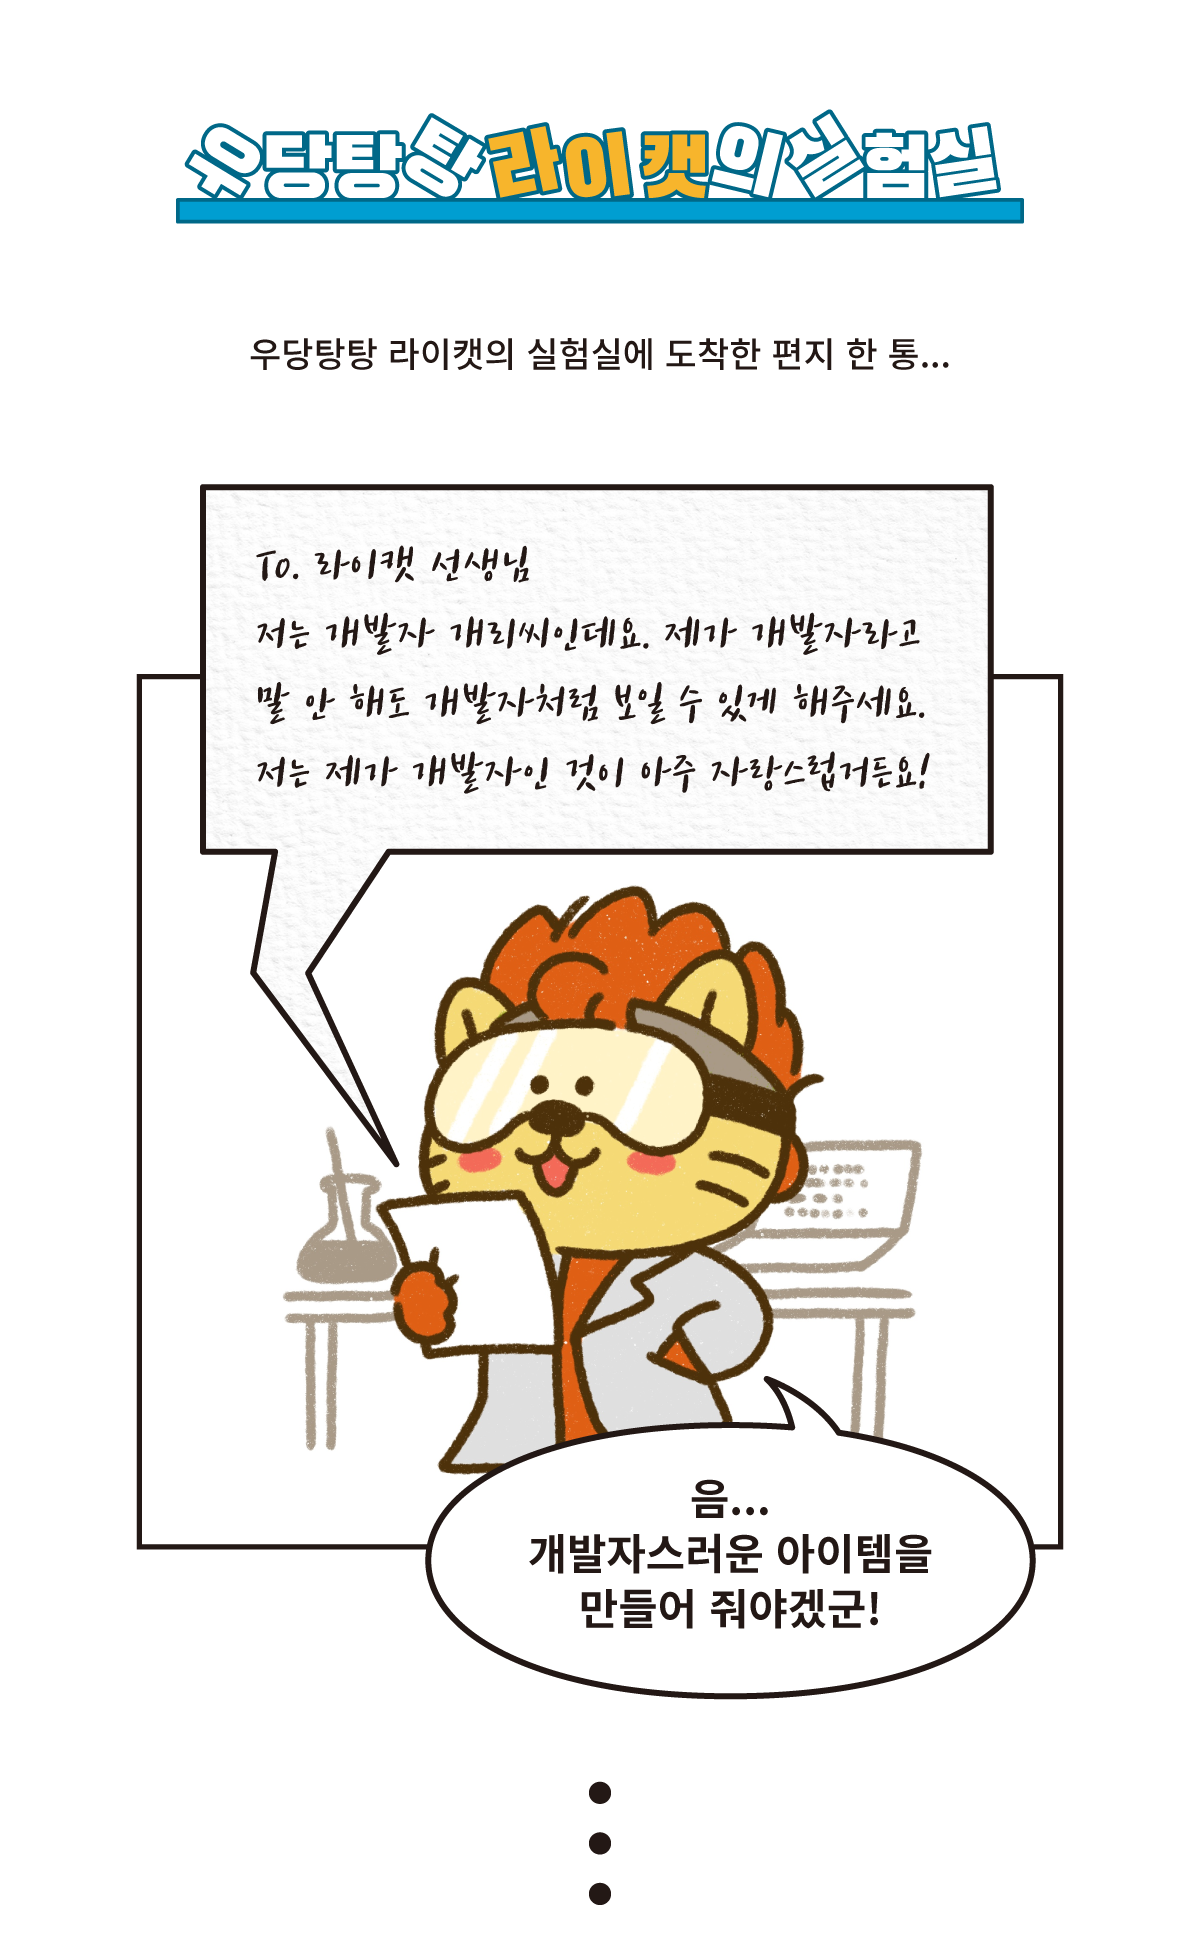 우당탕탕 라이캣의 실험실
우당탕탕 라이캣의 실험실에 도착한 편지 한 통...
To. 라이캣 선생님
저는 개발자 개리씨인데요. 제가 개발자라고
말 안 해도 개발자처럼 보일 수 있게 해주세요.
저는 제가 개발자인 것이 아주 자랑스럽거든요!
음...
개발자스러운 아이템을
만들어 줘야겠군!